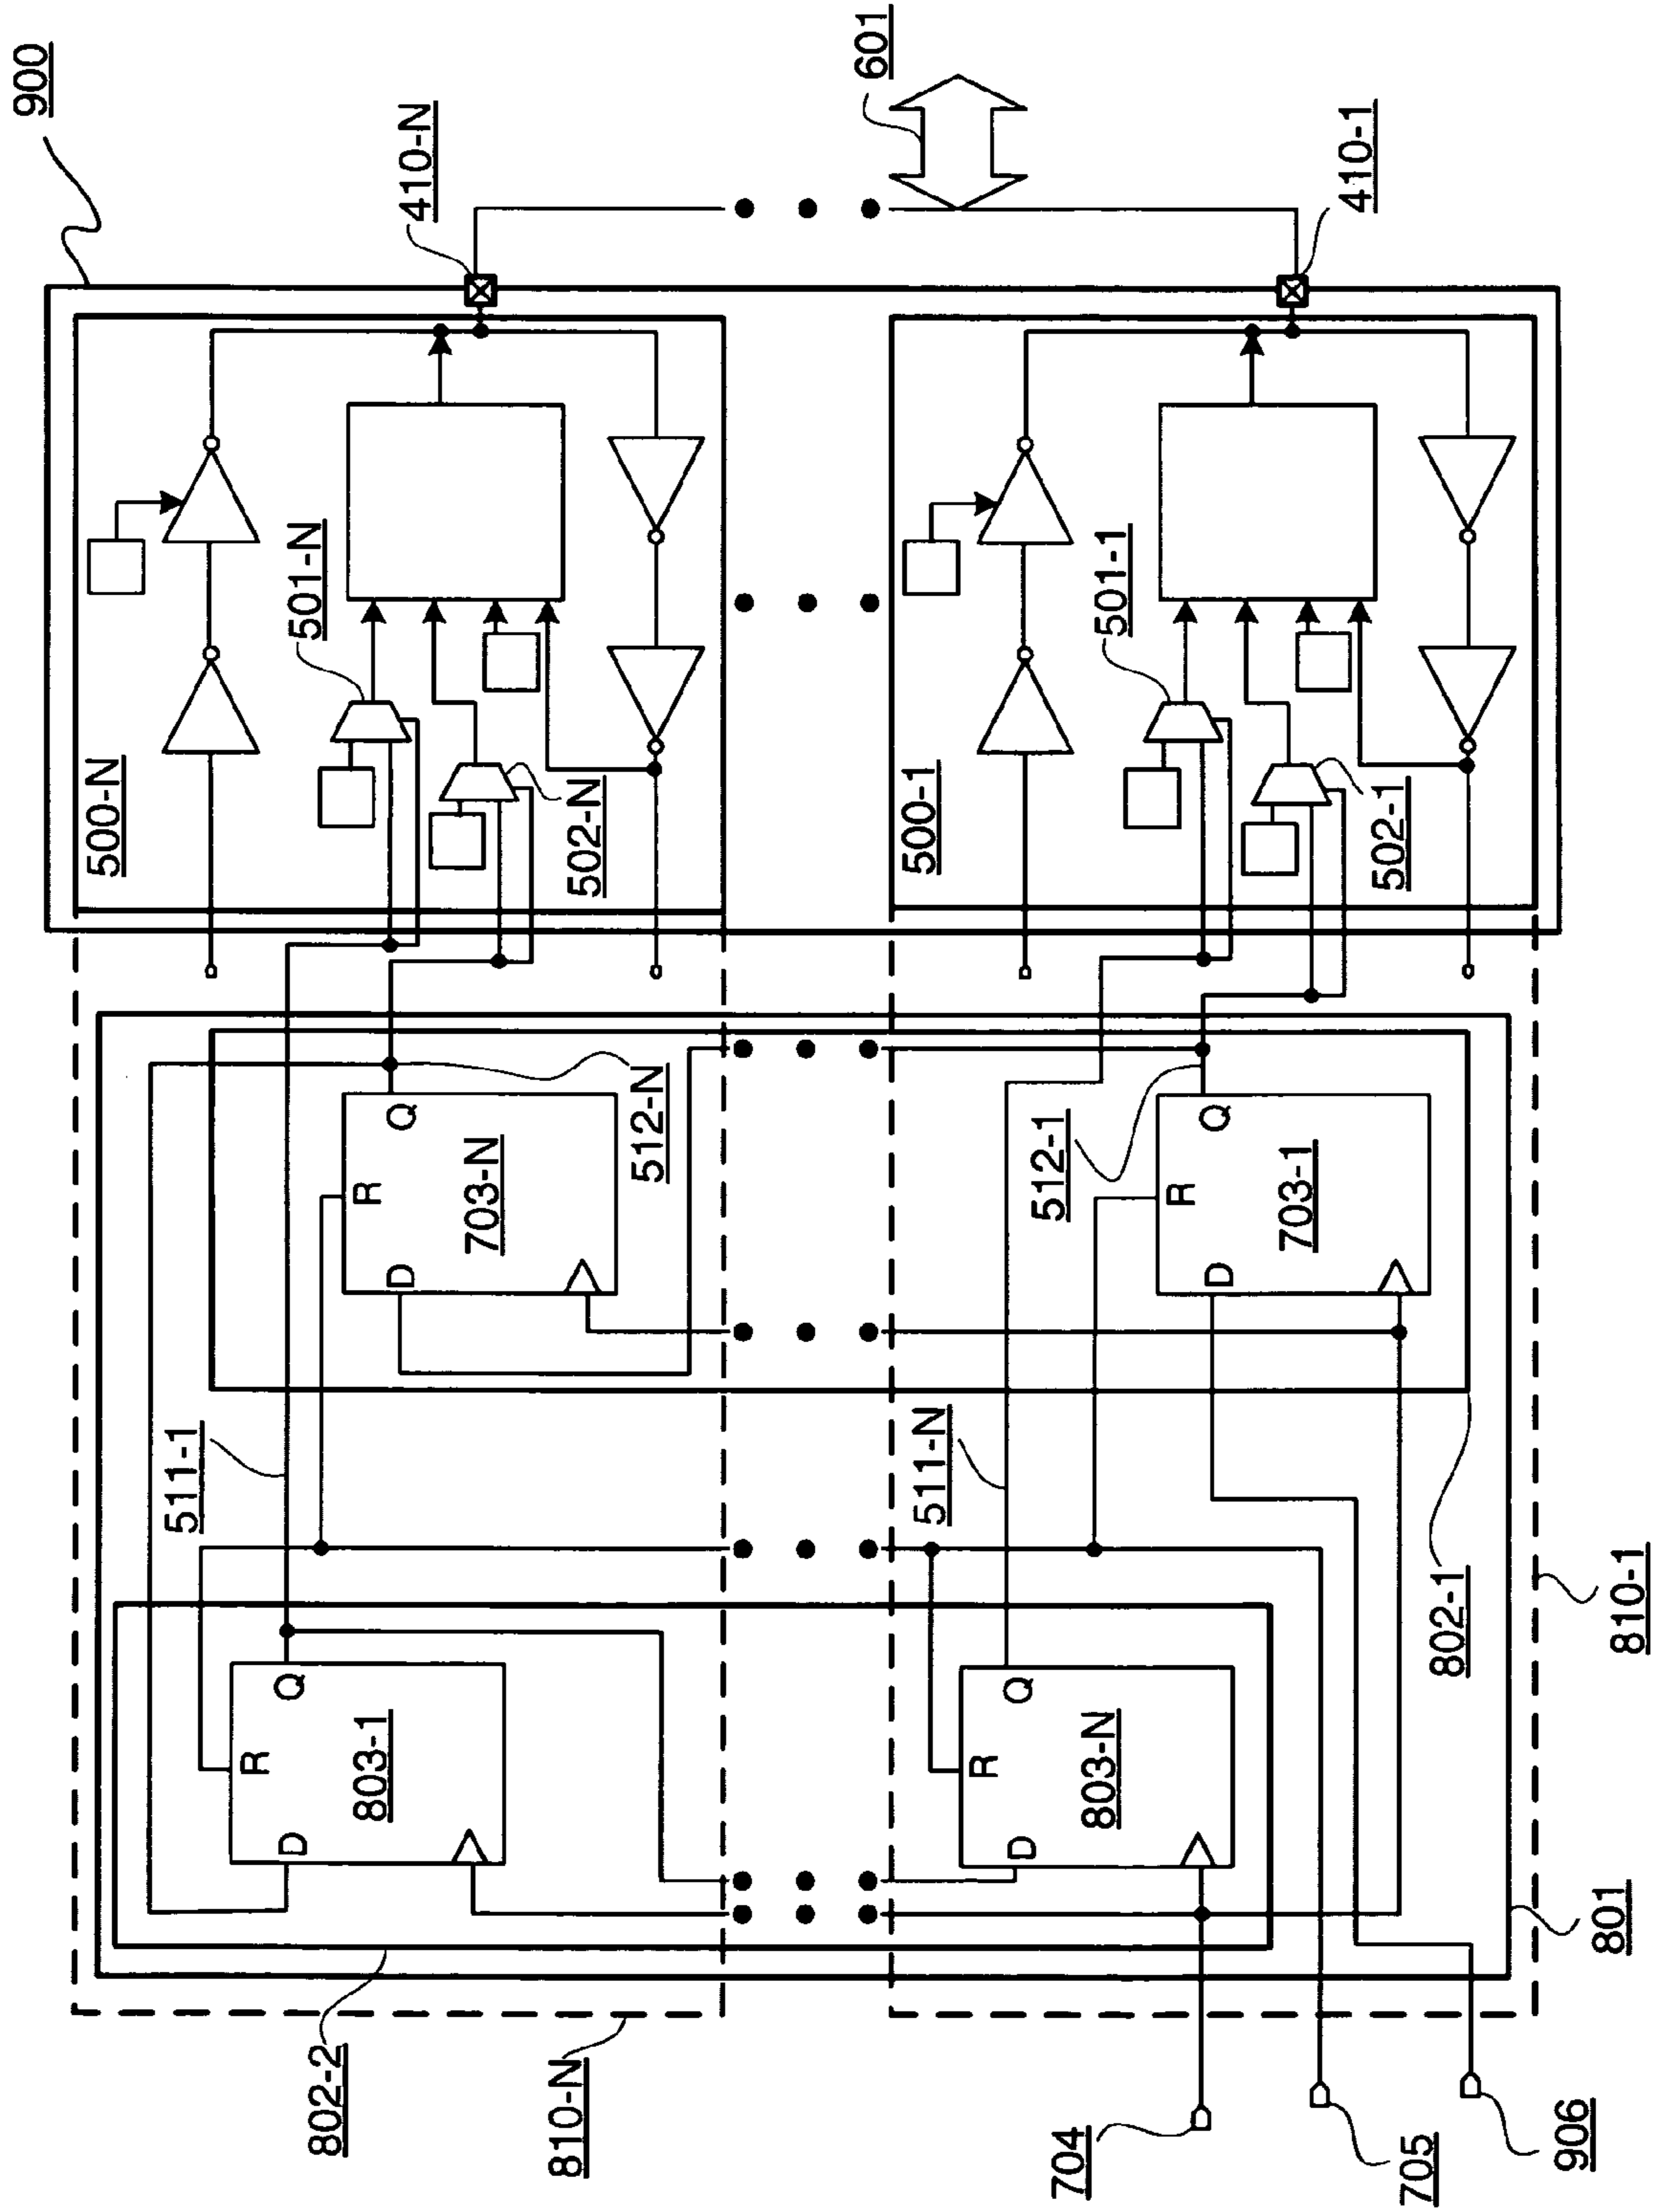 900
601
410-N
410-1
500-N
501-N
502-N
500-1
501-1
502-1
511-1
Q
R
703-N
D
512-N
511-N
512-1
Q
R
703-1
D
Q
R
803-1
D
Q
R
803-N
D
802-2
810-N
802-1
810-1
801
704
705
906